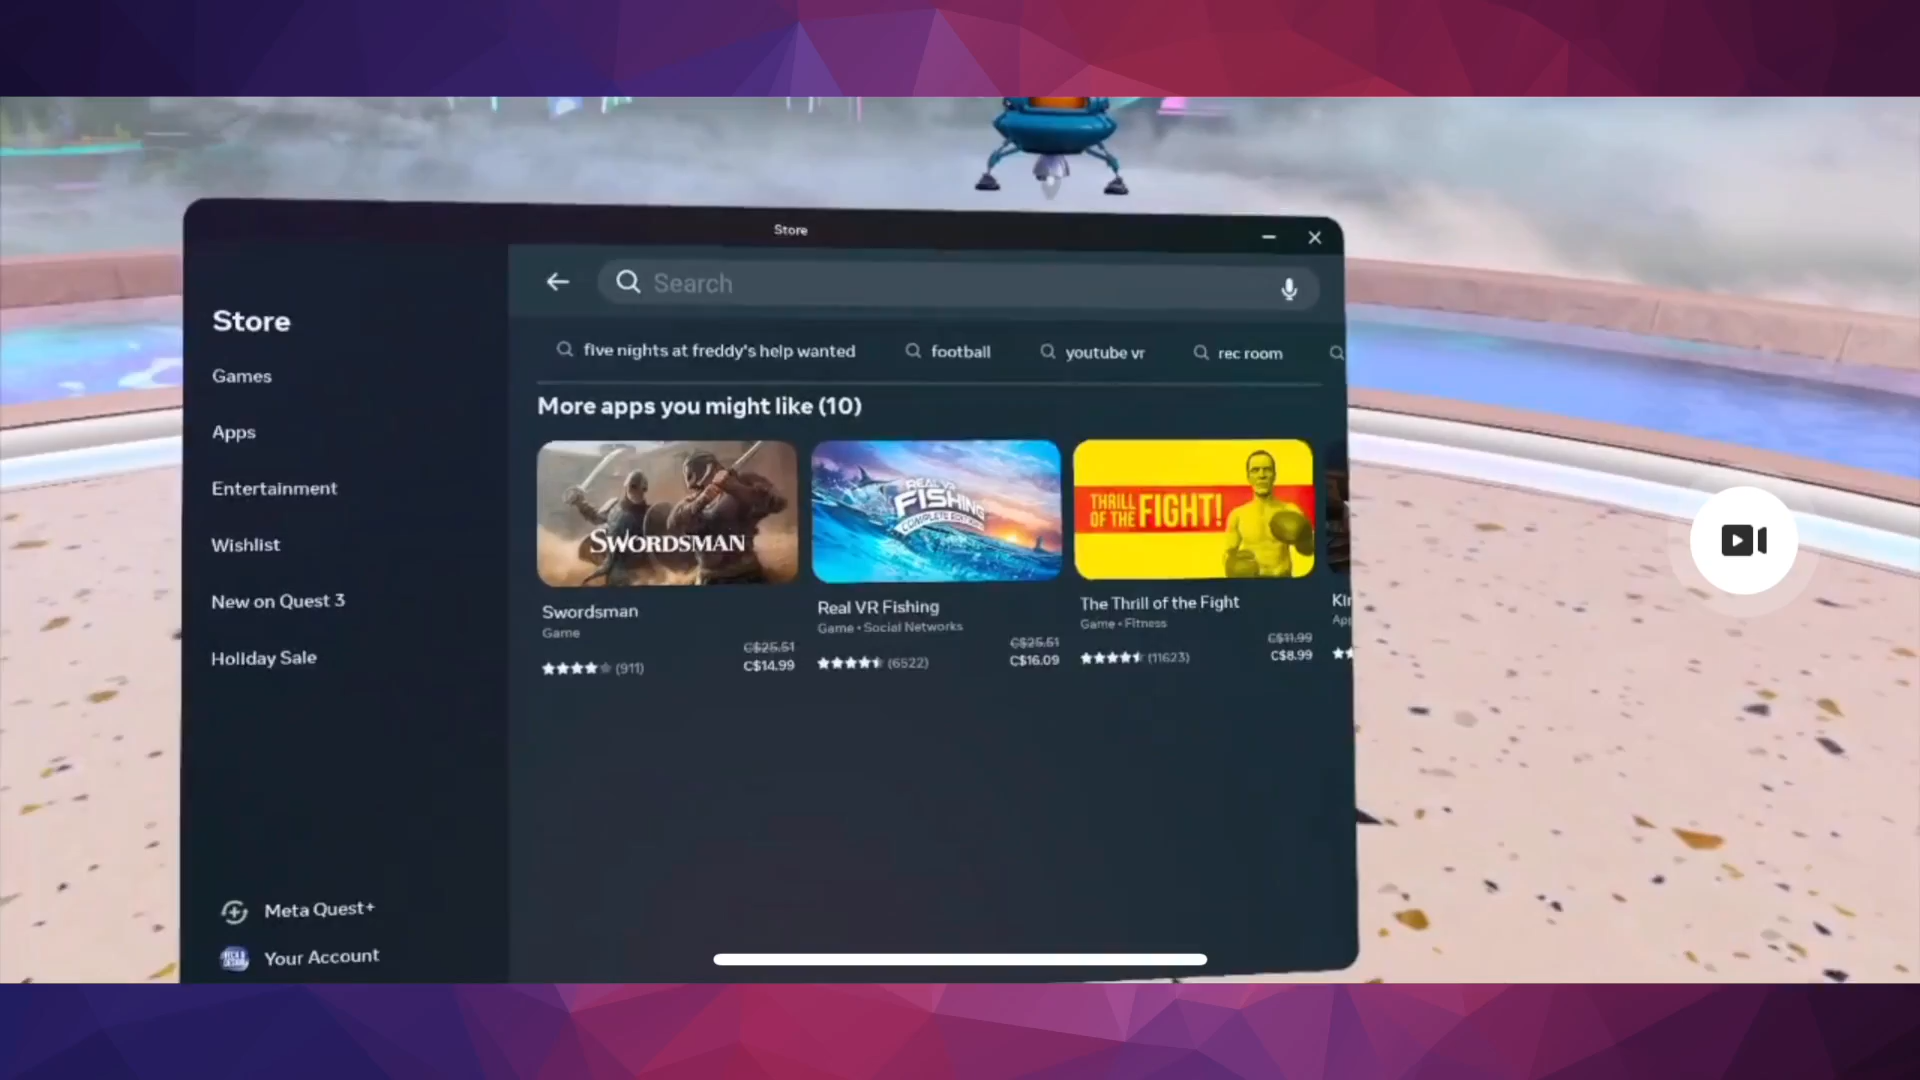 Store
Search
Store
Games
Apps
Entertainment
Wishlist
New on Quest 3
Holiday Sale
Meta Quest+
Your Account
five nights at freddy's help wanted
football
youtube vr
rec room
More apps you might like (10)
SWORDSMAN
Swordsman
Game
(911)
C$25.51
C$14.99
REAL VR
FISHING
COMPLETE EDITION
Real VR Fishing
Game • Social Networks
(6522)
C$25.51
C$16.09
THRILL
OF THE FIGHT!
The Thrill of the Fight
Game • Fitness
(11623)
C$11.99
C$8.99